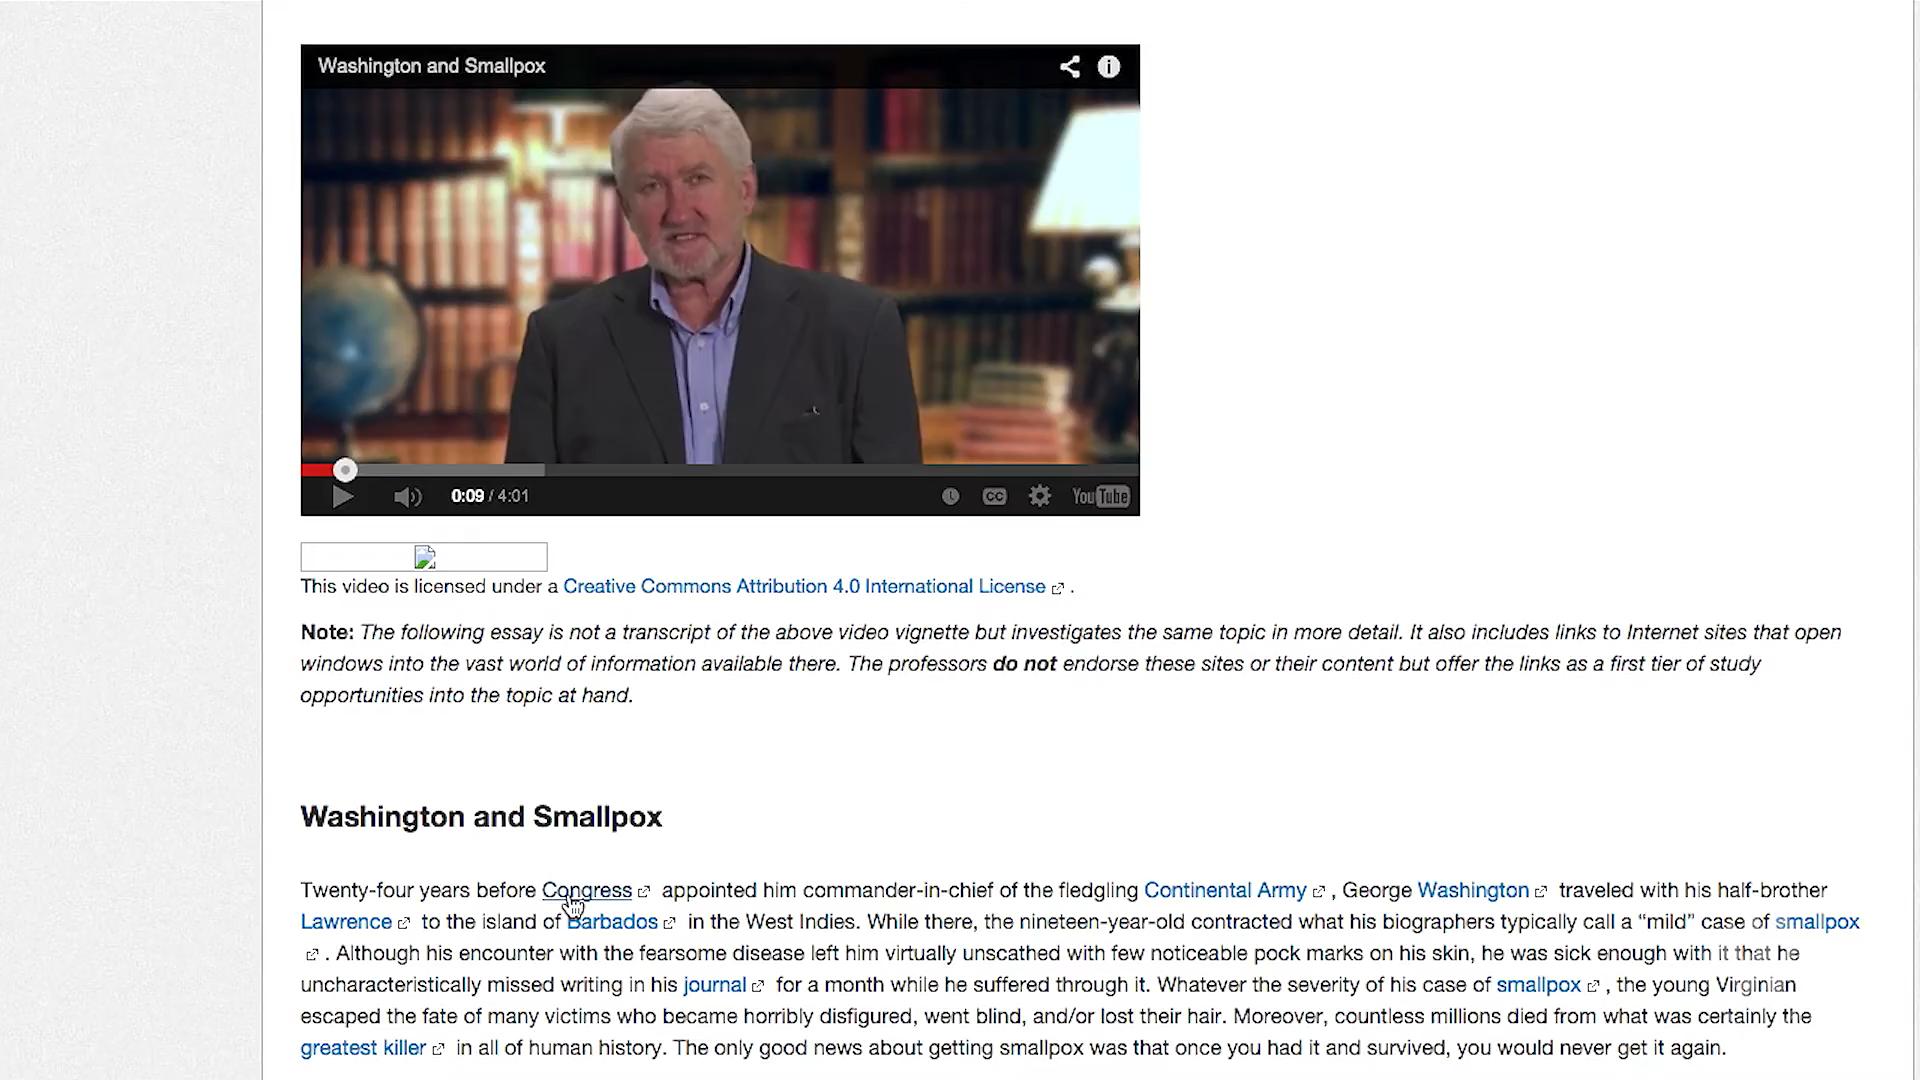 Washington and Smallpox
0:09 / 4:01
CC
YouTube
This video is licensed under a Creative Commons Attribution 4.0 International License .
Note: The following essay is not a transcript of the above video vignette but investigates the same topic in more detail. It also includes links to Internet sites that open
windows into the vast world of information available there. The professors do not endorse these sites or their content but offer the links as a first tier of study
opportunities into the topic at hand.
Washington and Smallpox
Twenty-four years before Congress appointed him commander-in-chief of the fledgling Continental Army , George Washington traveled with his half-brother
Lawrence to the island of Barbados in the West Indies. While there, the nineteen-year-old contracted what his biographers typically call a “mild” case of smallpox
. Although his encounter with the fearsome disease left him virtually unscathed with few noticeable pock marks on his skin, he was sick enough with it that he
uncharacteristically missed writing in his journal for a month while he suffered through it. Whatever the severity of his case of smallpox , the young Virginian
escaped the fate of many victims who became horribly disfigured, went blind, and/or lost their hair. Moreover, countless millions died from what was certainly the
greatest killer in all of human history. The only good news about getting smallpox was that once you had it and survived, you would never get it again.